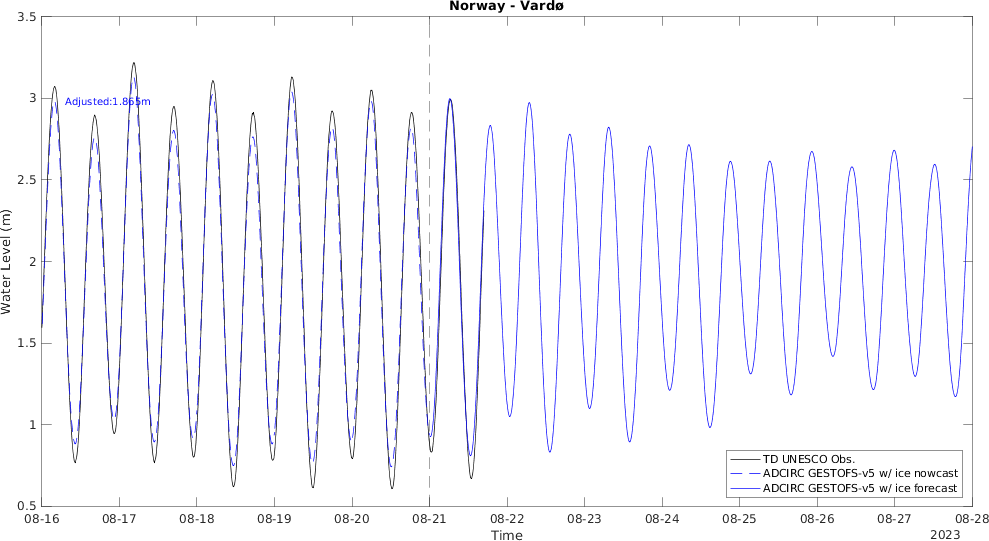 Norway - Vardø
3.5
3
2.5
2
1.5
1
0.5
Water Level (m)
Adjusted:1.865m
TD UNESCO Obs.
ADCIRC GESTOFS-v5 w/ ice nowcast
ADCIRC GESTOFS-v5 w/ ice forecast
08-16 08-17 08-18 08-19 08-20 08-21 08-22 08-23 08-24 08-25 08-26 08-27 08-28
Time
2023